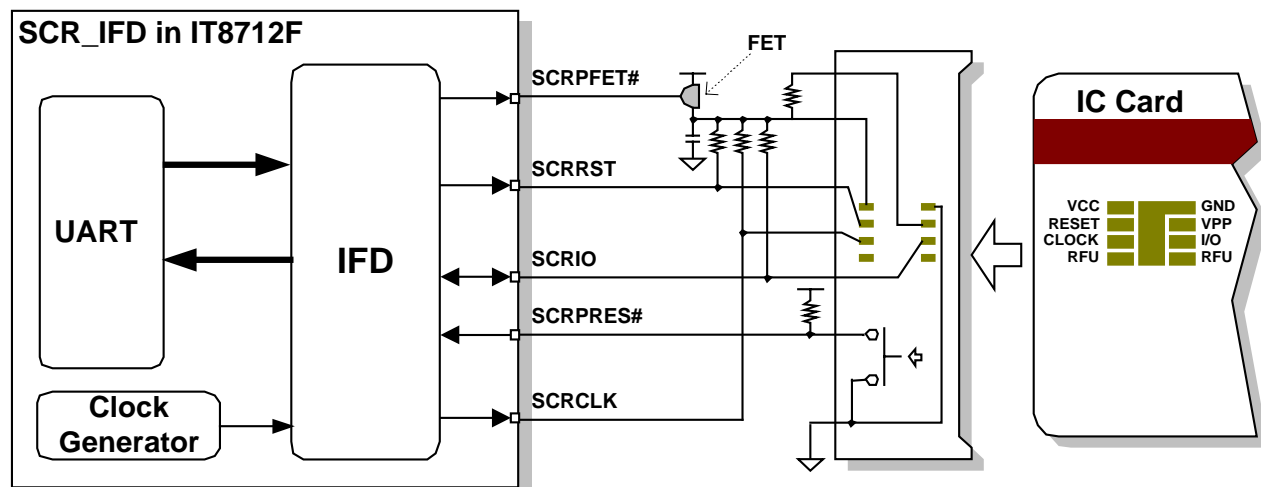 SCR_IFD in IT8712F
UART
IFD
Clock
Generator
SCRPFET#
SCRRST
SCRIO
SCRPRES#
SCRCLK
FET
IC Card
VCC
RESET
CLOCK
RFU
GND
VPP
I/O
RFU